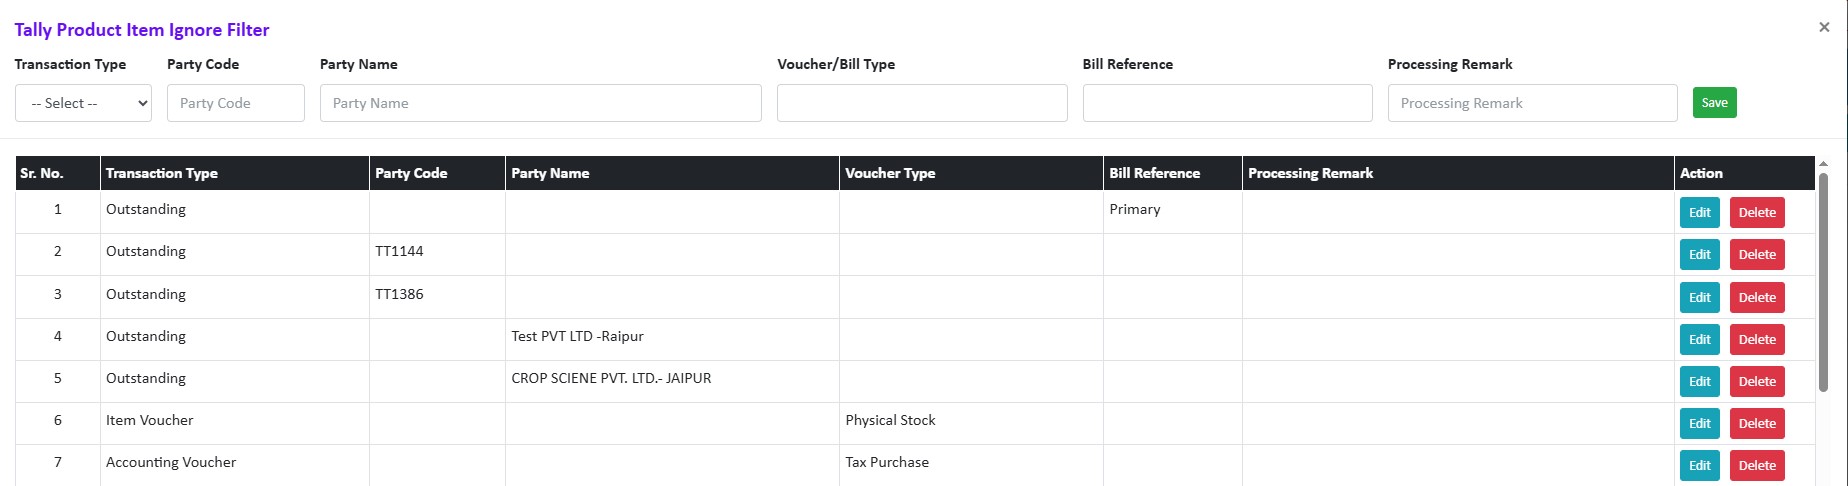 Tally Product Item Ignore Filter ×
Transaction Type Party Code Party Name Voucher/Bill Type Bill Reference Processing Remark
-- Select -- Party Code Party Name Processing Remark Save
Sr. No. Transaction Type Party Code Party Name Voucher Type Bill Reference Processing Remark Action
1 Outstanding Primary Edit Delete
2 Outstanding TT1144 Edit Delete
3 Outstanding TT1386 Edit Delete
4 Outstanding Test PVT LTD -Raipur Edit Delete
5 Outstanding CROP SCIENE PVT. LTD.- JAIPUR Edit Delete
6 Item Voucher Physical Stock Edit Delete
7 Accounting Voucher Tax Purchase Edit Delete